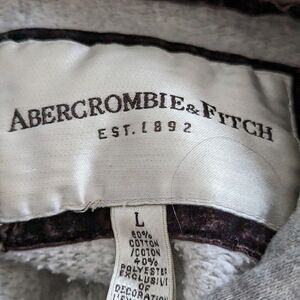 ABERCROMBIE & FITCH
EST. 1892
L
60%
COTTON
/COTON
40%
POLYESTER
EXCLUSIVE
OF
DECORATION